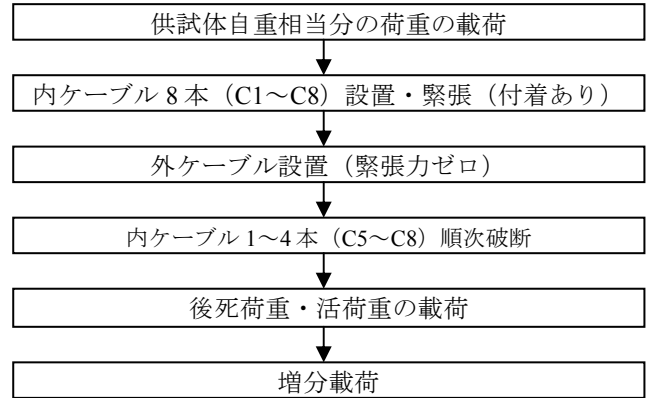 供試体自重相当分の荷重の載荷
内ケーブル 8 本（C1～C8）設置・緊張（付着あり）
外ケーブル設置（緊張力ゼロ）
内ケーブル 1～4 本（C5～C8）順次破断
後死荷重・活荷重の載荷
増分載荷